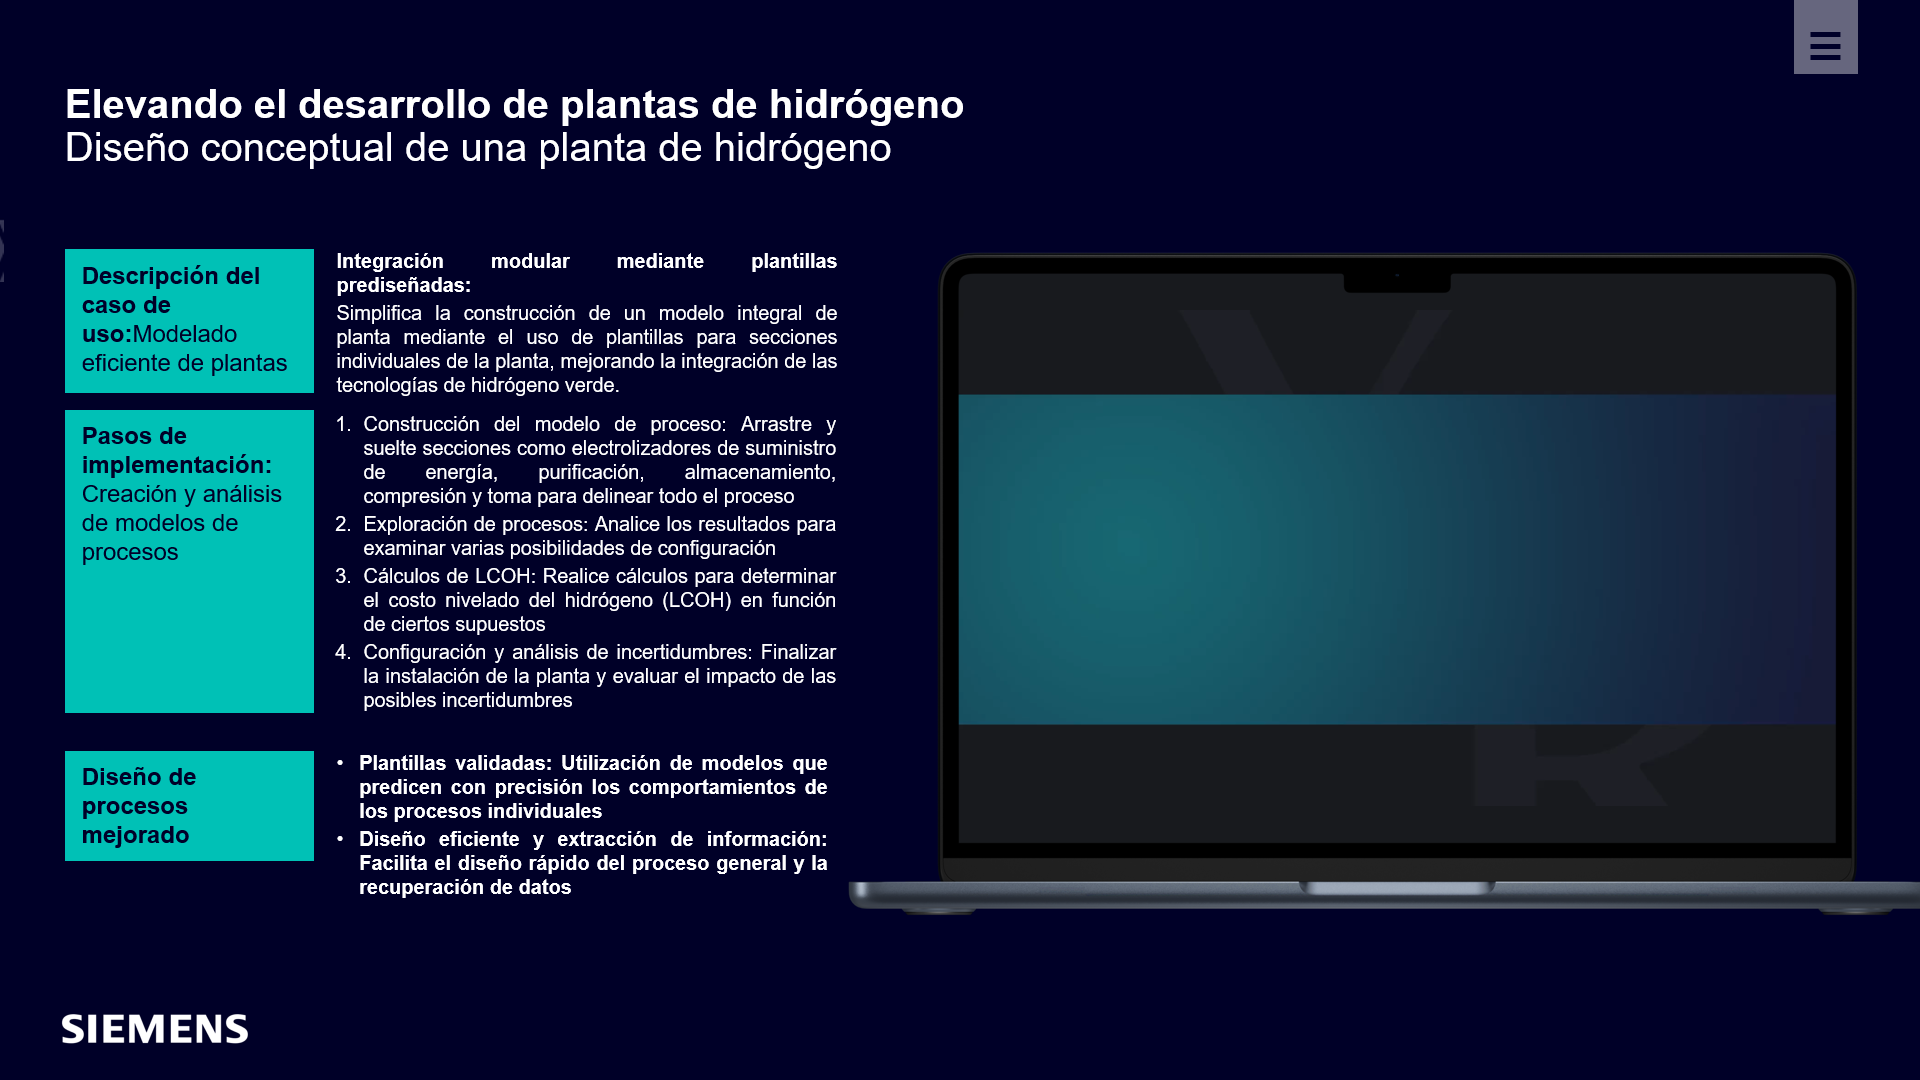 Elevando el desarrollo de plantas de hidrógeno
Diseño conceptual de una planta de hidrógeno
Descripción del
caso de
uso:Modelado
eficiente de plantas
Integración modular mediante plantillas
prediseñadas:
Simplifica la construcción de un modelo integral de
planta mediante el uso de plantillas para secciones
individuales de la planta, mejorando la integración de las
tecnologías de hidrógeno verde.
Pasos de
implementación:
Creación y análisis
de modelos de
procesos
1. Construcción del modelo de proceso: Arrastre y
suelte secciones como electrolizadores de suministro
de energía, purificación, almacenamiento,
compresión y toma para delinear todo el proceso
2. Exploración de procesos: Analice los resultados para
examinar varias posibilidades de configuración
3. Cálculos de LCOH: Realice cálculos para determinar
el costo nivelado del hidrógeno (LCOH) en función
de ciertos supuestos
4. Configuración y análisis de incertidumbres: Finalizar
la instalación de la planta y evaluar el impacto de las
posibles incertidumbres
Diseño de
procesos
mejorado
• Plantillas validadas: Utilización de modelos que
predicen con precisión los comportamientos de
los procesos individuales
• Diseño eficiente y extracción de información:
Facilita el diseño rápido del proceso general y la
recuperación de datos
SIEMENS